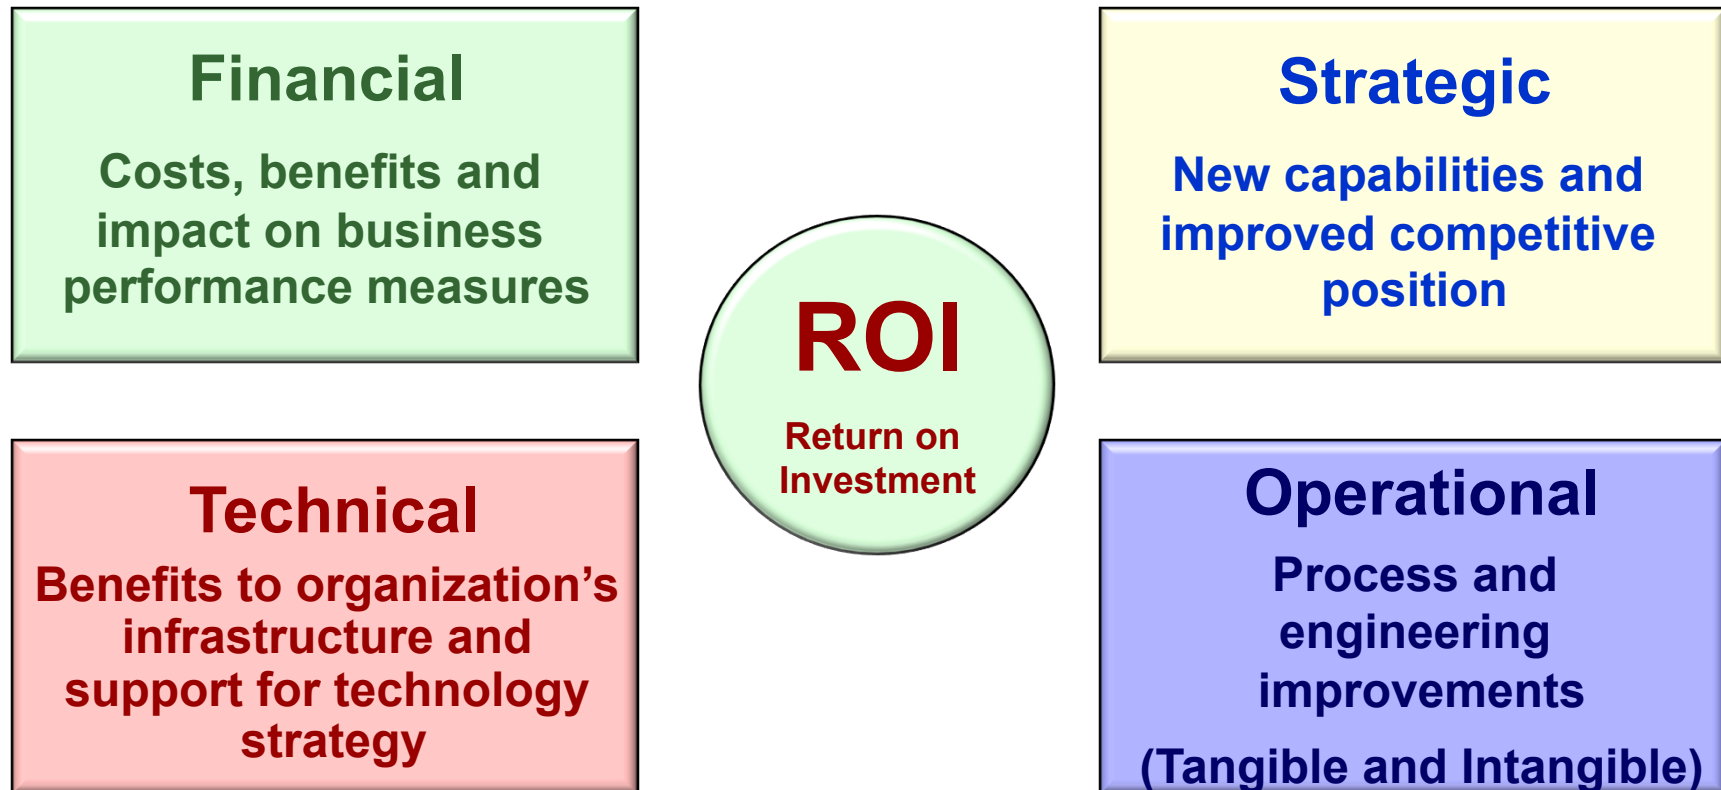 Financial
Costs, benefits and
impact on business
performance measures
Strategic
New capabilities and
improved competitive
position
ROI
Return on
Investment
Technical
Benefits to organization’s
infrastructure and
support for technology
strategy
Operational
Process and
engineering
improvements
(Tangible and Intangible)